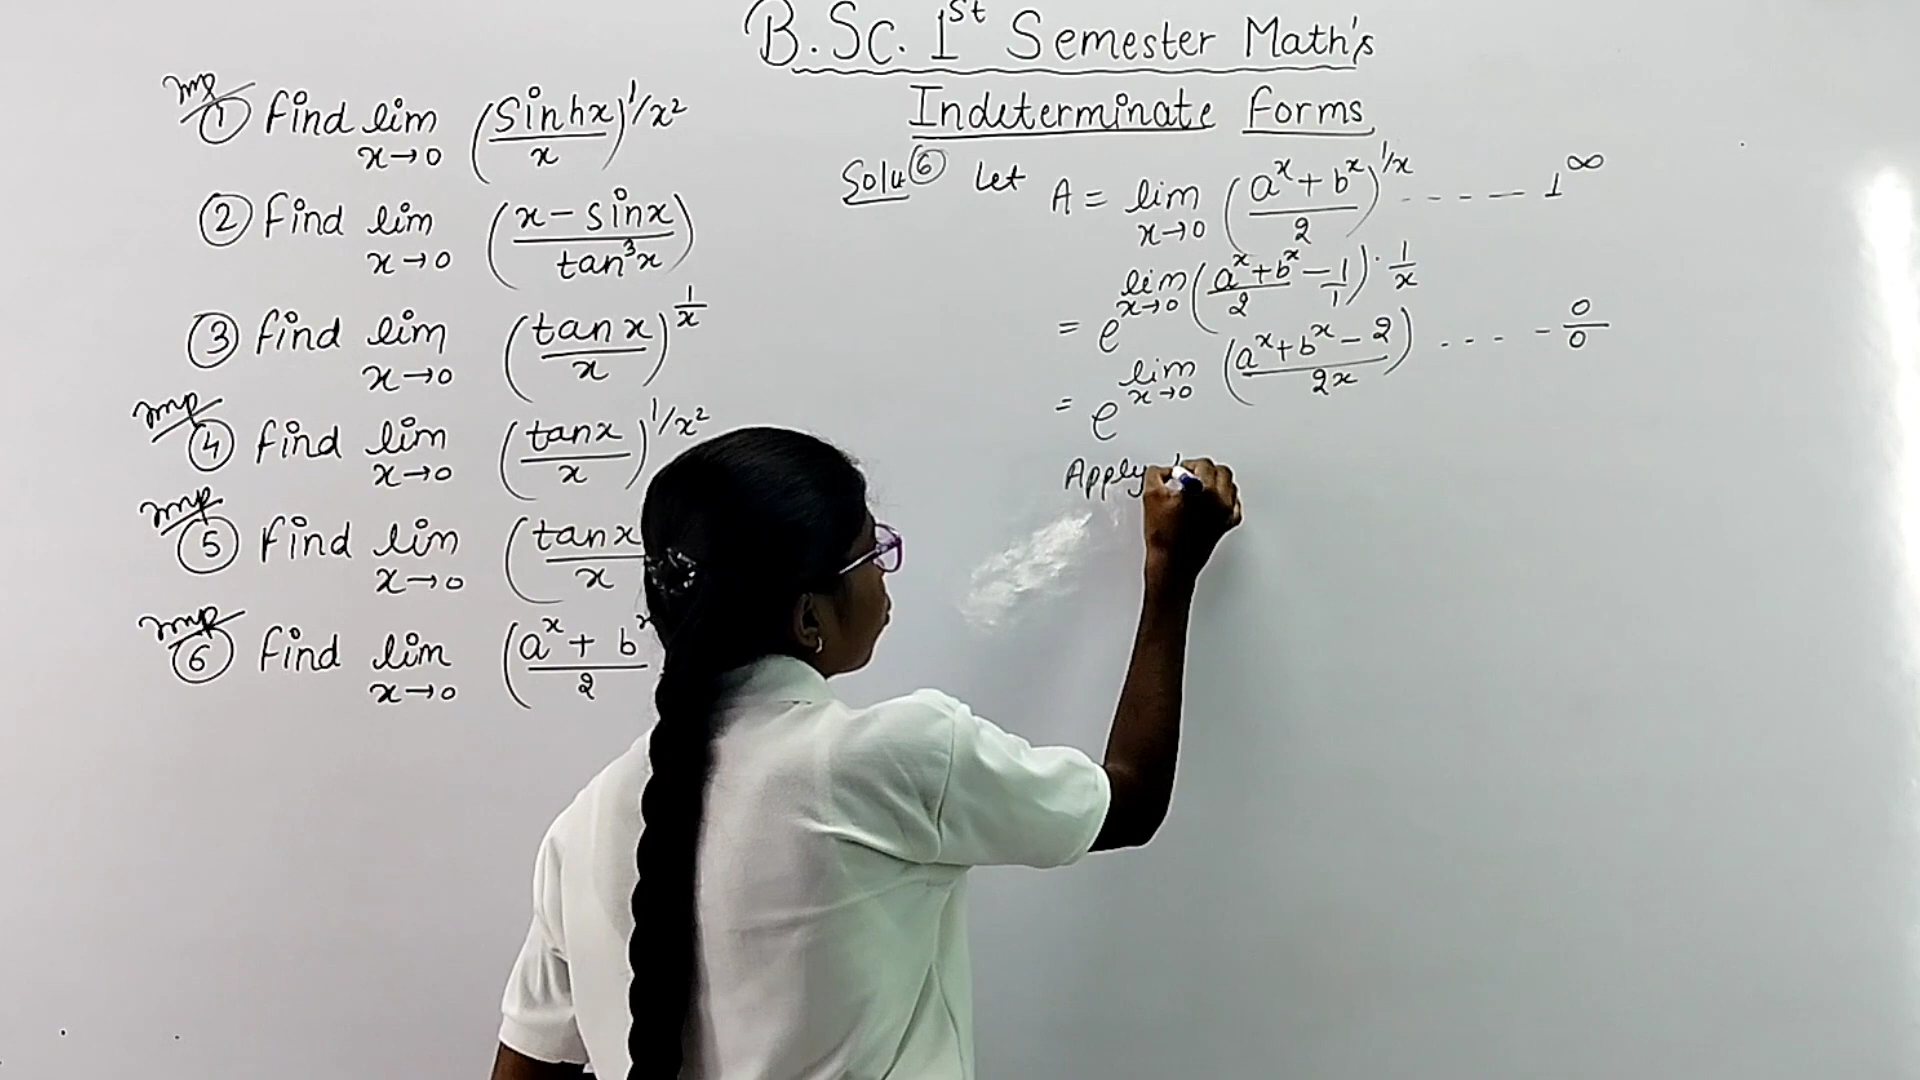 B.Sc. 1st Semester Math's
Indeterminate Forms
Imp
① Find lim x→0 (sinhx/x)^1/x²
② Find lim x→0 (x-sinx/tan³x)
③ Find lim x→0 (tanx/x)^1/x
Imp
④ Find lim x→0 (tanx/x)^1/x²
Imp
⑤ Find lim x→0 (tanx/x
Imp
⑥ Find lim x→0 (a^x + b^x/2
Solu ⑥ Let A = lim x→0 (a^x + b^x/2)^1/x ------ 1^∞
= e^lim x→0 (a^x+b^x/2 - 1/1) · 1/x
= e^lim x→0 (a^x+b^x-2/2x) ---- 0/0
Apply